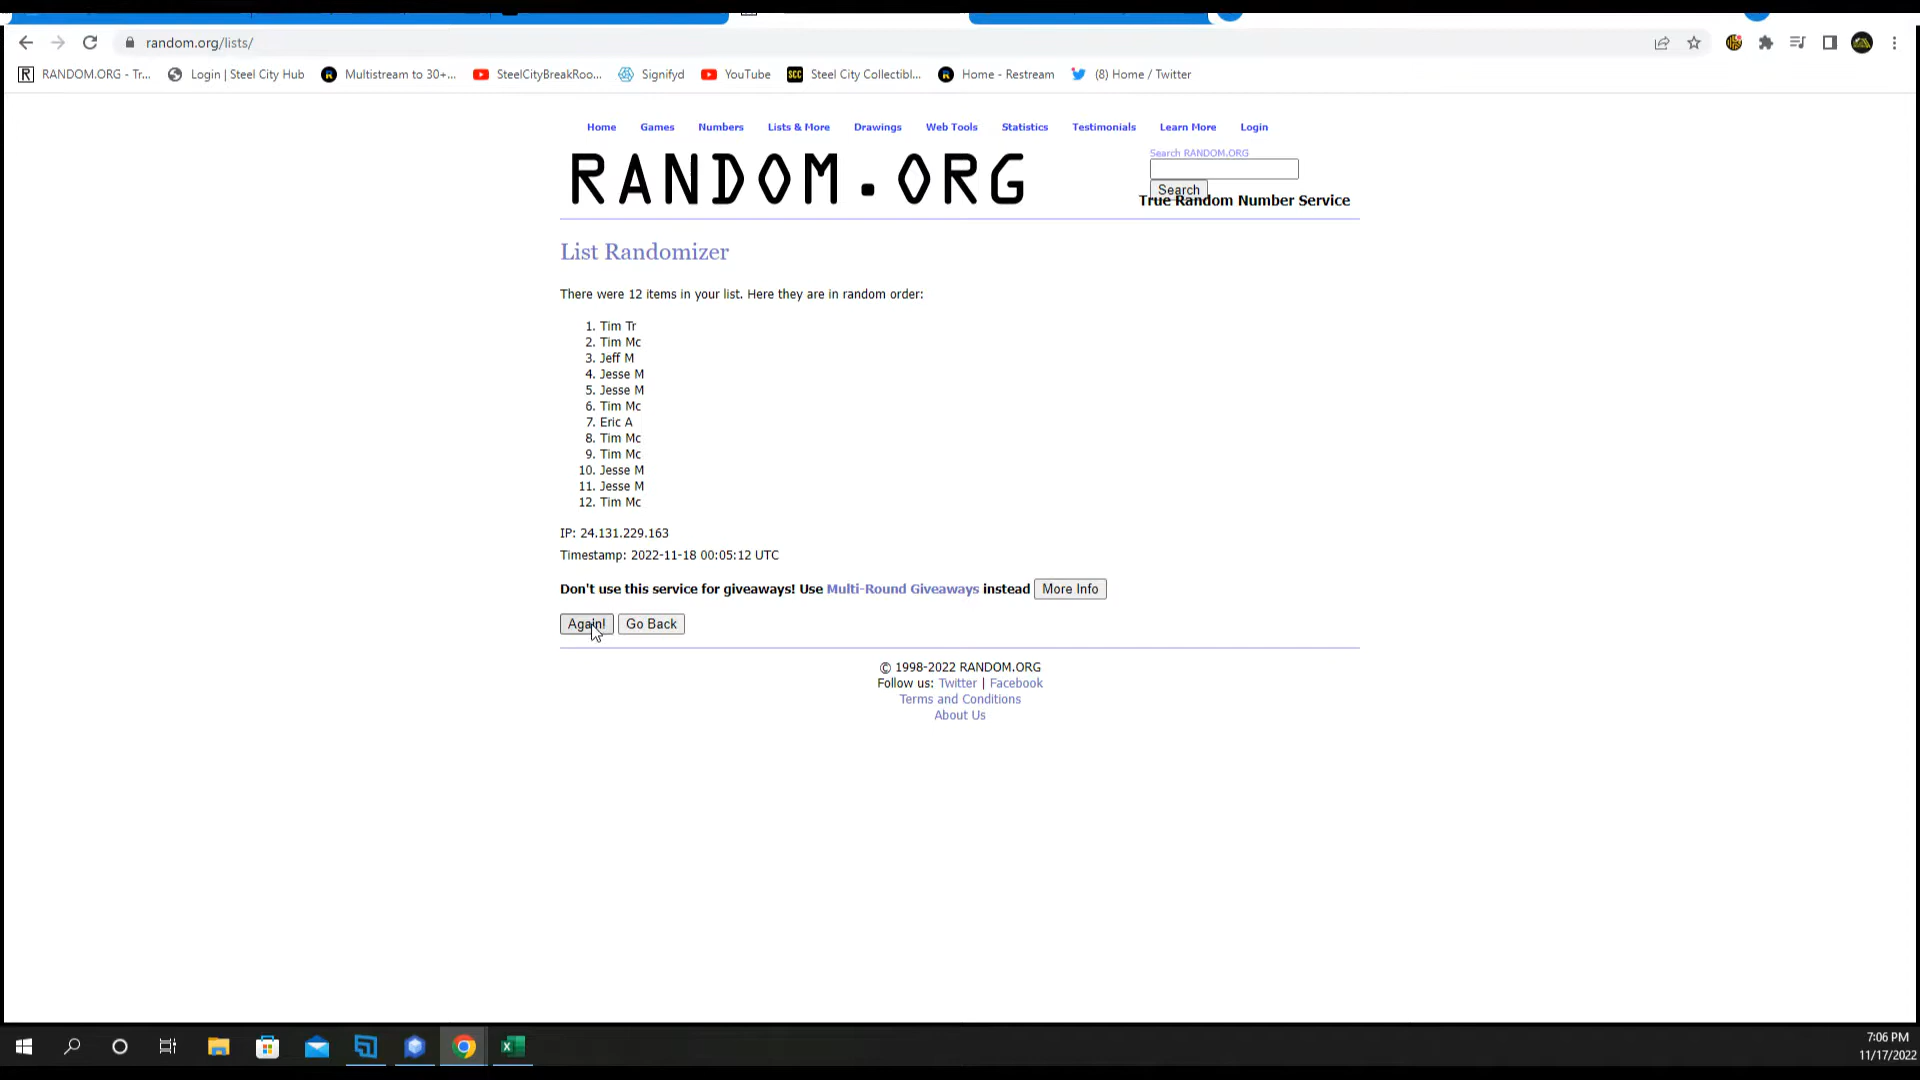 random.org/lists/
RANDOM.ORG - Tr... Login | Steel City Hub Multistream to 30+... SteelCityBreakRoo... Signifyd YouTube SCC Steel City Collectibl... Home - Restream (8) Home / Twitter
Home Games Numbers Lists & More Drawings Web Tools Statistics Testimonials Learn More Login
Search RANDOM.ORG
RANDOM.ORG
Search
True Random Number Service
List Randomizer
There were 12 items in your list. Here they are in random order:
1. Tim Tr
2. Tim Mc
3. Jeff M
4. Jesse M
5. Jesse M
6. Tim Mc
7. Eric A
8. Tim Mc
9. Tim Mc
10. Jesse M
11. Jesse M
12. Tim Mc
IP: 24.131.229.163
Timestamp: 2022-11-18 00:05:12 UTC
Don't use this service for giveaways! Use Multi-Round Giveaways instead More Info
Again! Go Back
© 1998-2022 RANDOM.ORG
Follow us: Twitter | Facebook
Terms and Conditions
About Us
7:06 PM
11/17/2022